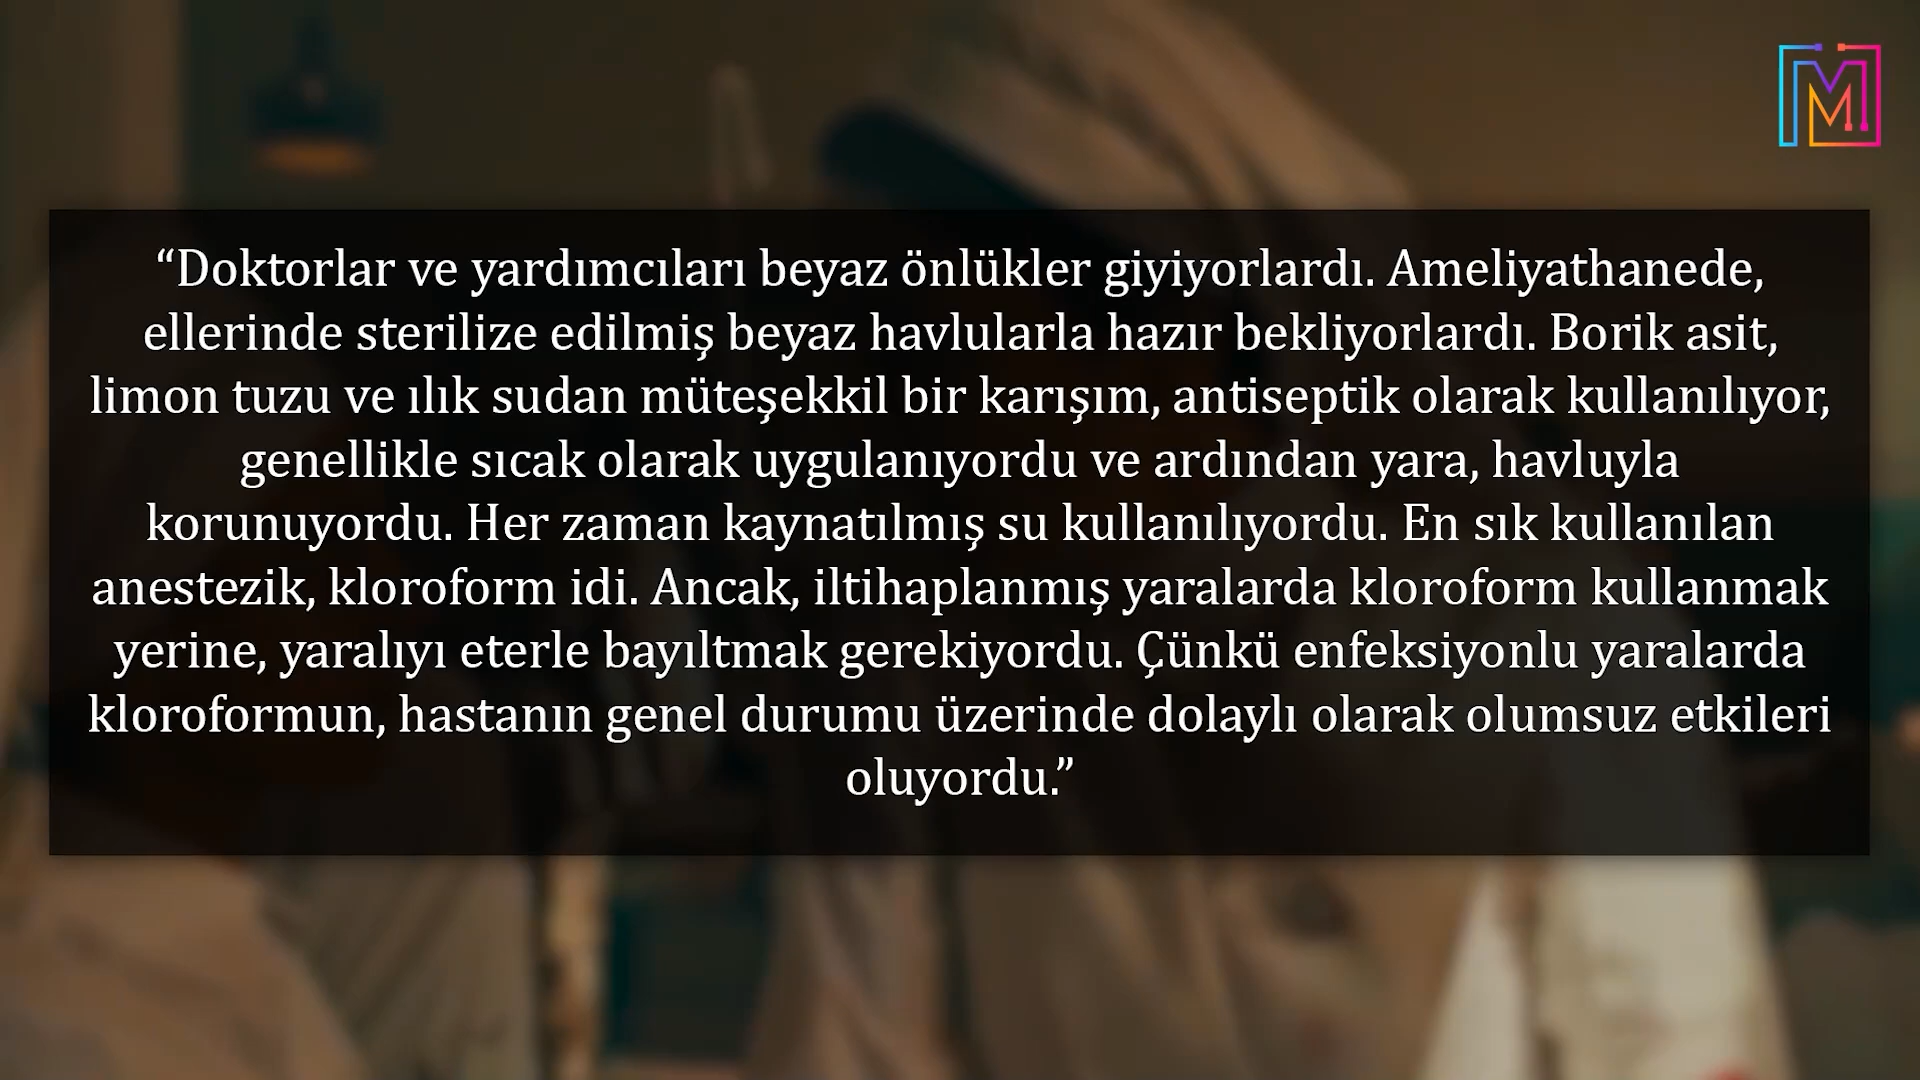 “Doktorlar ve yardımcıları beyaz önlükler giyiyorlardı. Ameliyathanede,
ellerinde sterilize edilmiş beyaz havlularla hazır bekliyorlardı. Borik asit,
limon tuzu ve ılık sudan müteşekkil bir karışım, antiseptik olarak kullanılıyor,
genellikle sıcak olarak uygulanıyordu ve ardından yara, havluyla
korunuyordu. Her zaman kaynatılmış su kullanılıyordu. En sık kullanılan
anestezik, kloroform idi. Ancak, iltihaplanmış yaralarda kloroform kullanmak
yerine, yaralıyı eterle bayıltmak gerekiyordu. Çünkü enfeksiyonlu yaralarda
kloroformun, hastanın genel durumu üzerinde dolaylı olarak olumsuz etkileri
oluyordu.”